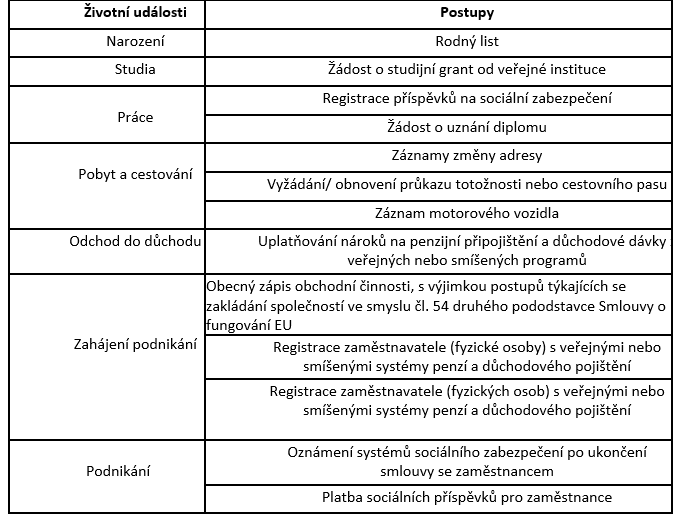 Životní události Postupy
Narození Rodný list
Studia Žádost o studijní grant od veřejné instituce
Práce
Registrace příspěvků na sociální zabezpečení
Žádost o uznání diplomu
Pobyt a cestování
Záznamy změny adresy
Vyžádání/ obnovení průkazu totožnosti nebo cestovního pasu
Záznam motorového vozidla
Odchod do důchodu Uplatňování nároků na penzijní připojištění a důchodové dávky z
veřejných nebo smíšených programů
Zahájení podnikání
Obecný zápis obchodní činnosti, s výjimkou postupů týkajících se
zakládání společností ve smyslu čl. 54 druhého pododstavce Smlouvy o
fungování EU
Registrace zaměstnavatele (fyzické osoby) s veřejnými nebo
smíšenými systémy penzí a důchodového pojištění
Registrace zaměstnavatele (fyzických osob) s veřejnými nebo
smíšenými systémy penzí a důchodového pojištění
Podnikání
Oznámení systémů sociálního zabezpečení po ukončení
smlouvy se zaměstnancem
Platba sociálních příspěvků pro zaměstnance